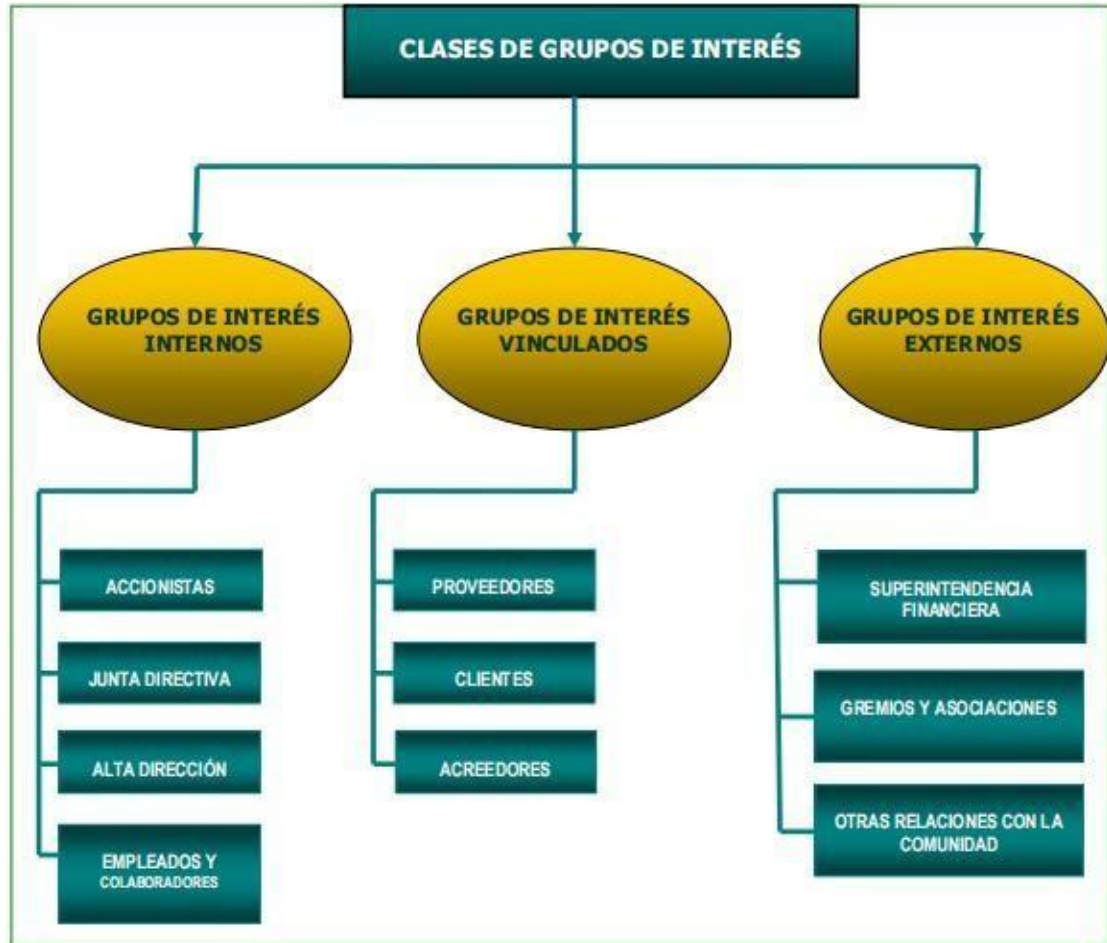 CLASES DE GRUPOS DE INTERÉS
GRUPOS DE INTERÉS
INTERNOS
GRUPOS DE INTERÉS
VINCULADOS
GRUPOS DE INTERÉS
EXTERNOS
ACCIONISTAS
JUNTA DIRECTIVA
ALTA DIRECCIÓN
EMPLEADOS Y
COLABORADORES
PROVEEDORES
CLIENTES
ACREEDORES
SUPERINTENDENCIA
FINANCIERA
GREMIOS Y ASOCIACIONES
OTRAS RELACIONES CON LA
COMUNIDAD